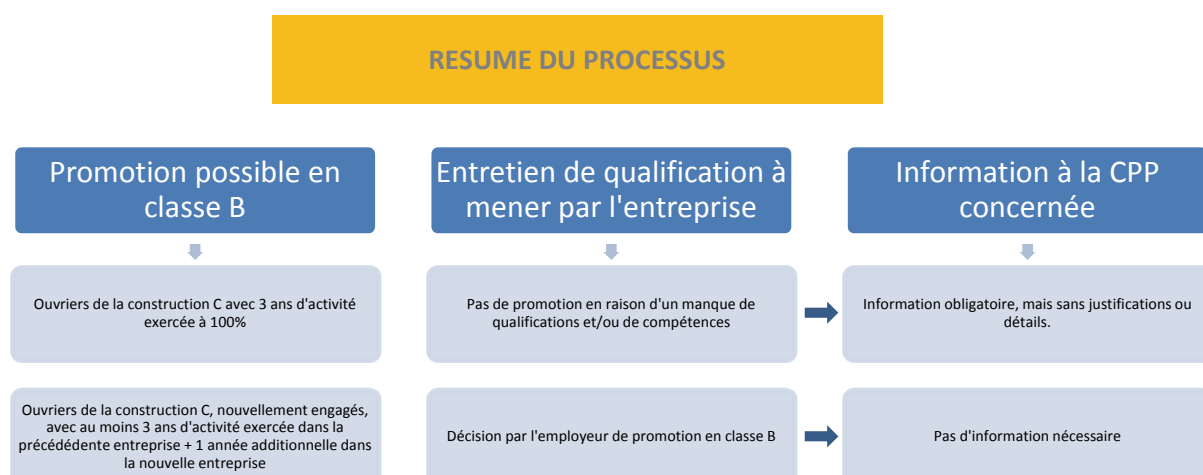 RESUME DU PROCESSUS
Promotion possible en
classe B
Ouvriers de la construction C avec 3 ans d'activité
exercée à 100%
Ouvriers de la construction C, nouvellement engagés,
avec au moins 3 ans d'activité exercée dans la
précédédente entreprise + 1 année additionnelle dans
la nouvelle entreprise
Entretien de qualification à
mener par l'entreprise
Pas de promotion en raison d'un manque de
qualifications et/ou de compétences
Décision par l'employeur de promotion en classe B
Information à la CPP
concernée
Information obligatoire, mais sans justifications ou
détails.
Pas d'information nécessaire